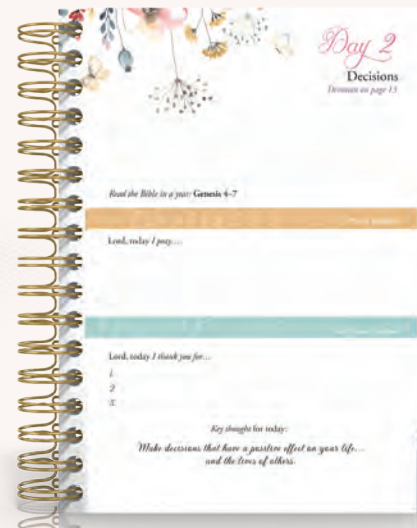 Day 2
Decisions
Devotion on page 13
Read the Bible in a year: Genesis 4-7
Lord, today I pray…
Lord, today I thank you for…
1.
2.
3.
Key thought for today:
Make decisions that have a positive effect on your life…
and the lives of others.